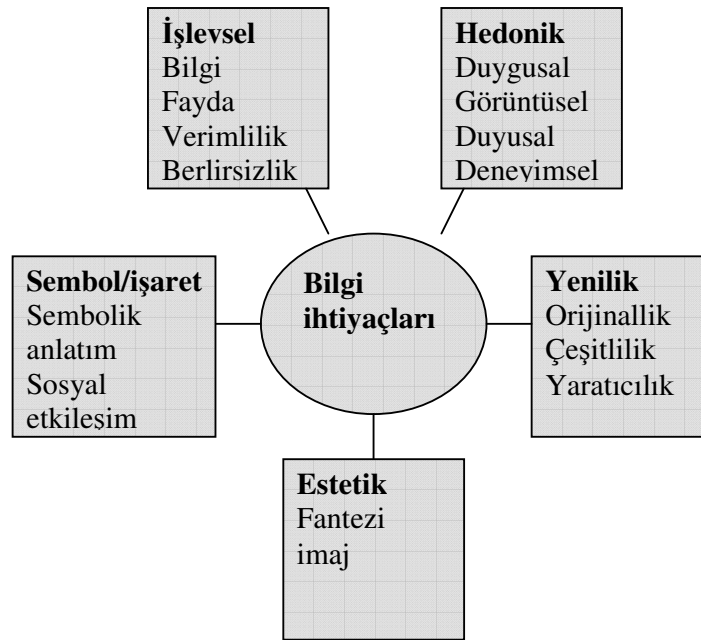 İşlevsel
Bilgi
Fayda
Verimlilik
Berlirsizlik
Hedonik
Duygusal
Görüntüsel
Duyusal
Deneyimsel
Sembol/işaret
Sembolik
anlatım
Sosyal
etkileşim
Bilgi
ihtiyaçları
Yenilik
Orijinallik
Çeşitlilik
Yaratıcılık
Estetik
Fantezi
imaj